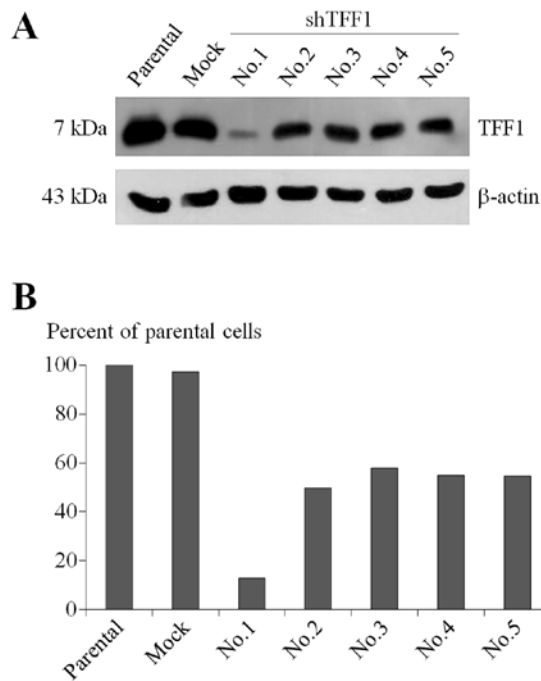 A
shTFF1
Parental Mock No.1 No.2 No.3 No.4 No.5
7 kDa TFF1
43 kDa β-actin
B
Percent of parental cells
100
80
60
40
20
0
Parental Mock No.1 No.2 No.3 No.4 No.5